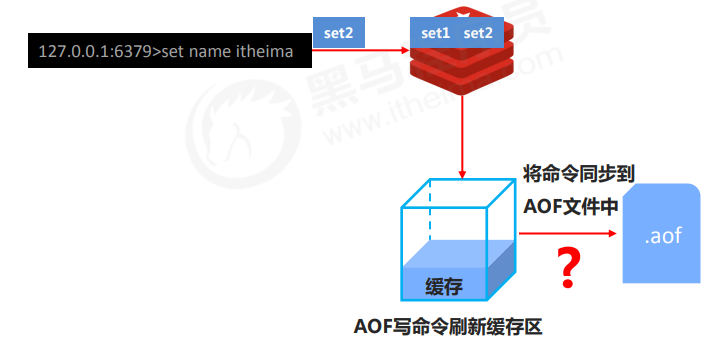 set2
set1 set2
127.0.0.1:6379>set name itheima
黑马程序员
www.itheima.com
将命令同步到
AOF文件中
.aof
?
缓存
AOF写命令刷新缓存区